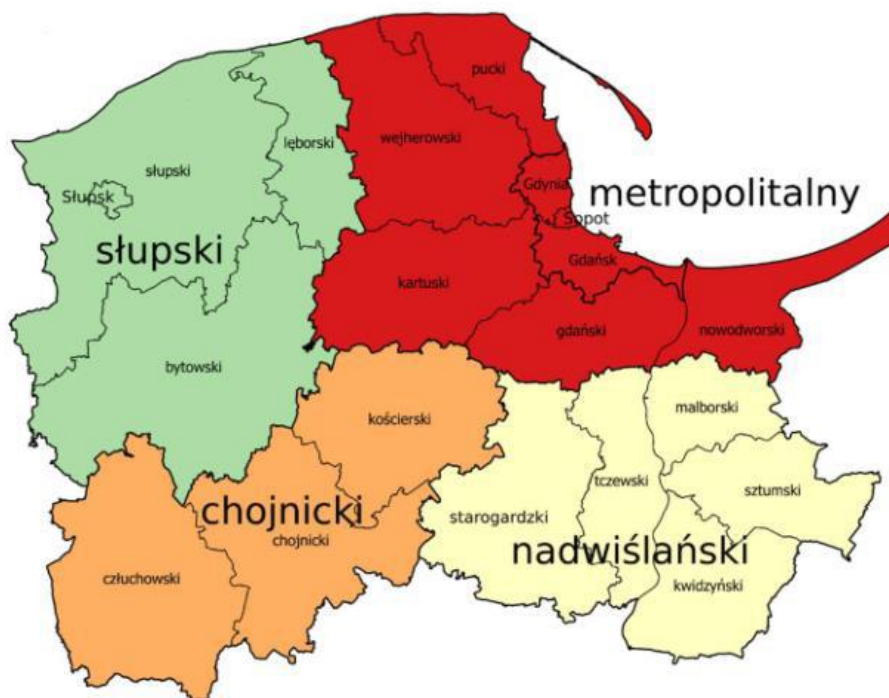 pucki
wejherowski
lęborski
słupski
Słupsk
Gdynia
metropolitalny
Sopot
słupski
Gdańsk
kartuski
gdański
nowodworski
bytowski
kościerski
malborski
tczewski
sztumski
chojnicki
starogardzki
chojnicki
nadwiślański
człuchowski
kwidzyński